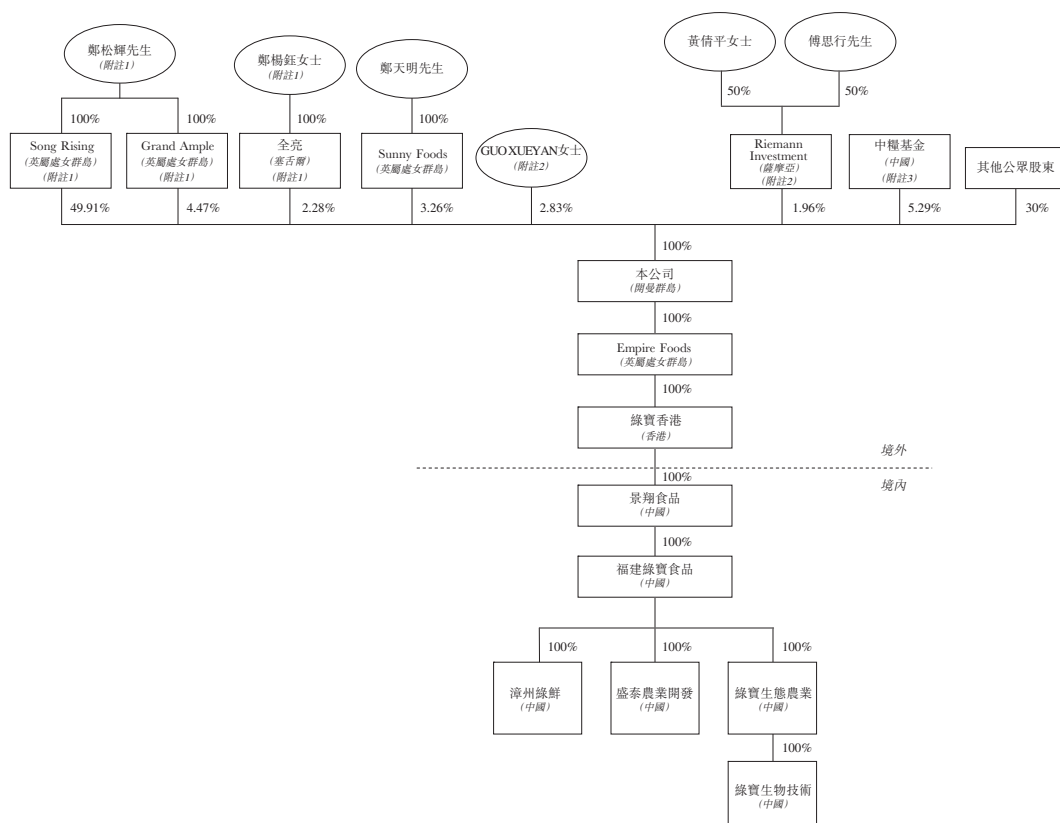 鄭松輝先生
(附註1)
鄭楊鈺女士
(附註1)
鄭天明先生
黃倩平女士
傅思行先生
100%
100%
100%
100%
50%
50%
Song Rising
(英屬處女群島)
(附註1)
Grand Ample
(英屬處女群島)
(附註1)
全亮
(塞舌爾)
(附註1)
Sunny Foods
(英屬處女群島)
GUO XUEYAN女士
(附註2)
Riemann
Investment
(薩摩亞)
(附註2)
中糧基金
(中國)
(附註3)
其他公眾股東
49.91%
4.47%
2.28%
3.26%
2.83%
1.96%
5.29%
30%
100%
本公司
(開曼群島)
100%
Empire Foods
(英屬處女群島)
100%
綠寶香港
(香港)
境外
境內
100%
景翔食品
(中國)
100%
福建綠寶食品
(中國)
100%
100%
100%
漳州綠鮮
(中國)
盛泰農業開發
(中國)
綠寶生態農業
(中國)
100%
綠寶生物技術
(中國)